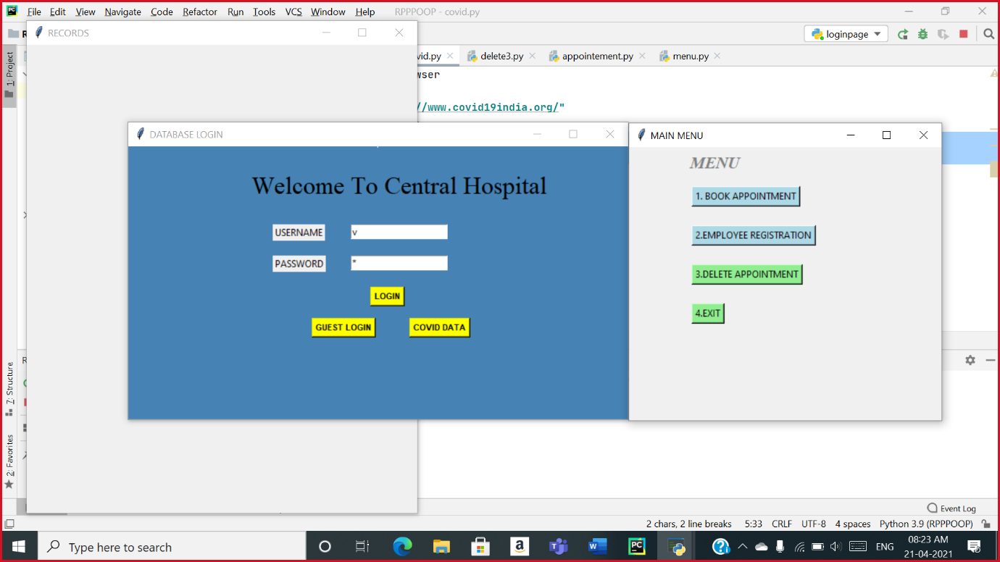 File Edit View Navigate Code Refactor Run Tools VCS Window Help RPPPOOP - covid.py
RECORDS
loginpage
1: Project
vid.py delete3.py appointement.py menu.py
wser
//www.covid19india.org/"
DATABASE LOGIN
Welcome To Central Hospital
USERNAME v
PASSWORD *
LOGIN
GUEST LOGIN COVID DATA
MAIN MENU
MENU
1. BOOK APPOINTMENT
2.EMPLOYEE REGISTRATION
3.DELETE APPOINTMENT
4.EXIT
7: Structure
2: Favorites
Event Log
2 chars, 2 line breaks 5:33 CRLF UTF-8 4 spaces Python 3.9 (RPPPOOP)
Type here to search
ENG
08:23 AM
21-04-2021